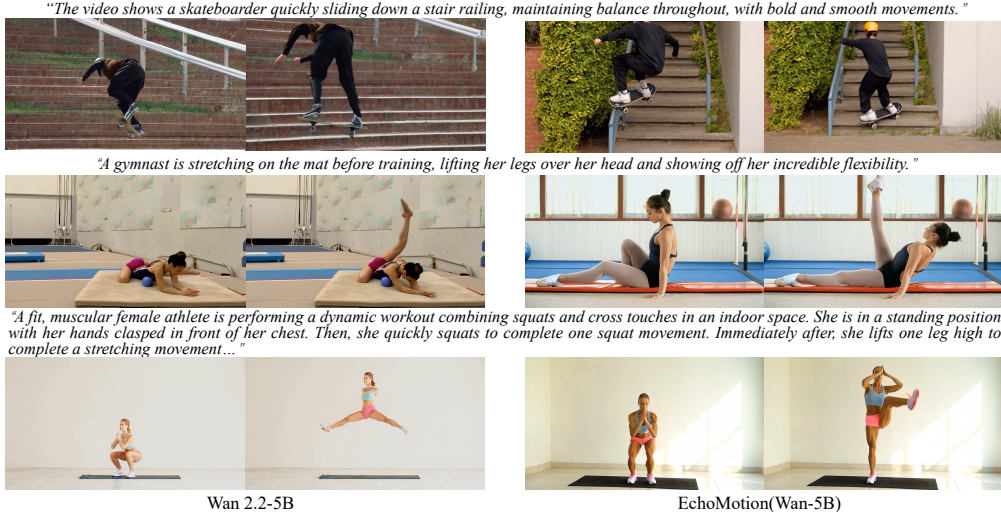 “The video shows a skateboarder quickly sliding down a stair railing, maintaining balance throughout, with bold and smooth movements.”
“A gymnast is stretching on the mat before training, lifting her legs over her head and showing off her incredible flexibility.”
“A fit, muscular female athlete is performing a dynamic workout combining squats and cross touches in an indoor space. She is in a standing position
with her hands clasped in front of her chest. Then, she quickly squats to complete one squat movement. Immediately after, she lifts one leg high to
complete a stretching movement…”
Wan 2.2-5B
EchoMotion(Wan-5B)